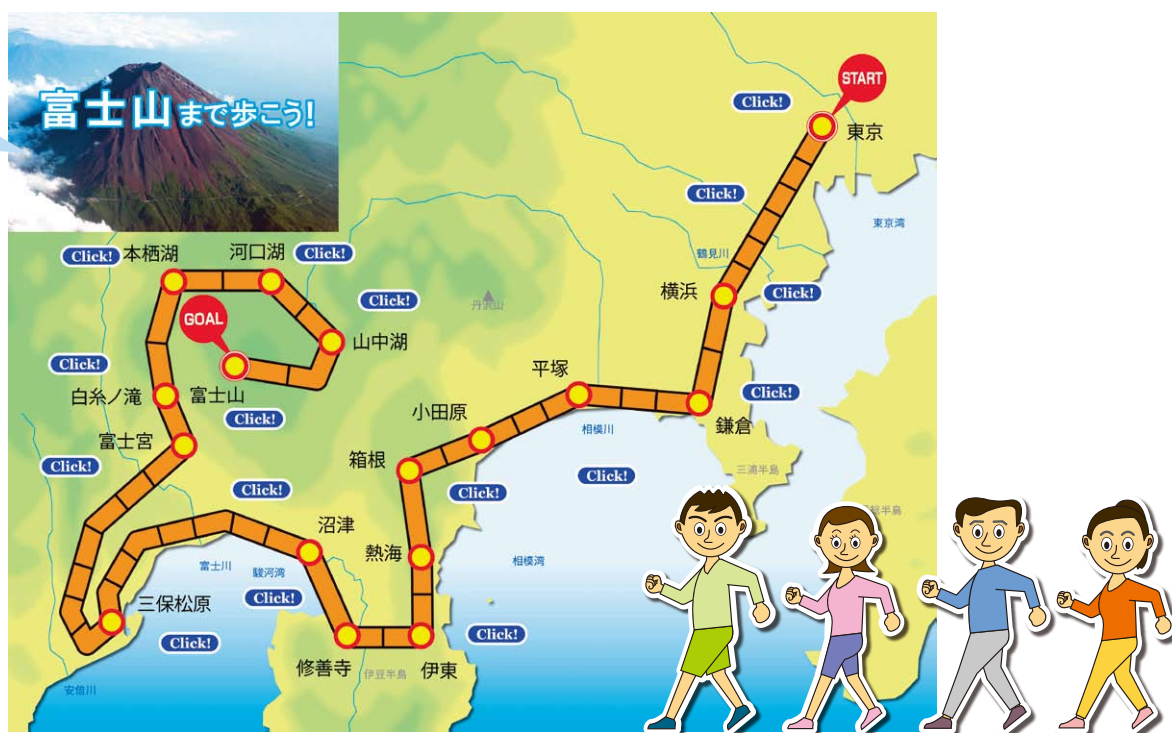 富士山まで歩こう!
START
Click!
東京
Click!
東京湾
鶴見川
Click! 本栖湖
河口湖 Click!
横浜
Click!
Click!
丹沢山
GOAL
山中湖
Click!
平塚
白糸ノ滝
富士山
Click!
小田原
Click!
鎌倉
相模川
富士宮
箱根
Click!
三浦半島
Click!
Click!
Click!
沼津
熱海
富士川
駿河湾
相模湾
Click!
三保松原
Click!
Click!
修善寺
伊豆半島
伊東
安倍川
総半島